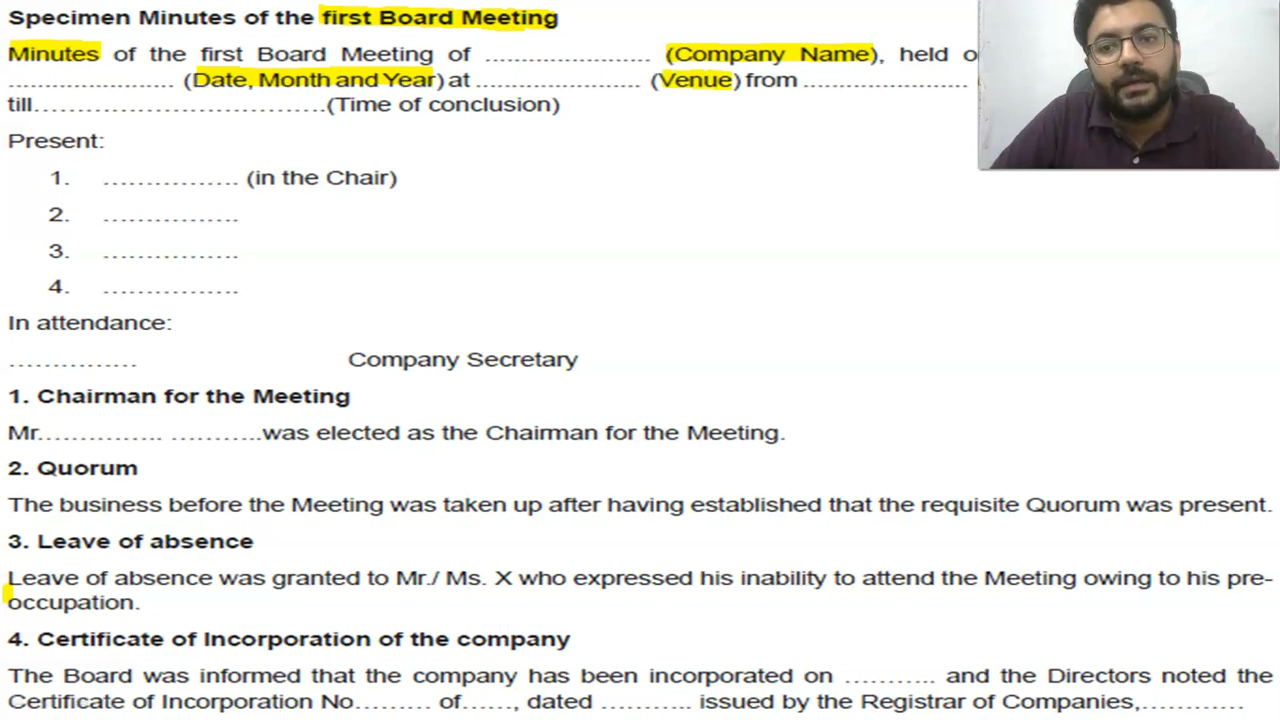 Specimen Minutes of the first Board Meeting
Minutes of the first Board Meeting of ........................ (Company Name), held o
........................ (Date, Month and Year) at ........................ (Venue) from ........................
till……………………………(Time of conclusion)
Present:
1. …………… (in the Chair)
2. ……………
3. ……………
4. ……………
In attendance:
…………… Company Secretary
1. Chairman for the Meeting
Mr………….. ………..was elected as the Chairman for the Meeting.
2. Quorum
The business before the Meeting was taken up after having established that the requisite Quorum was present.
3. Leave of absence
Leave of absence was granted to Mr./ Ms. X who expressed his inability to attend the Meeting owing to his pre-
occupation.
4. Certificate of Incorporation of the company
The Board was informed that the company has been incorporated on ……….. and the Directors noted the
Certificate of Incorporation No……… of……, dated ……….. issued by the Registrar of Companies,…………